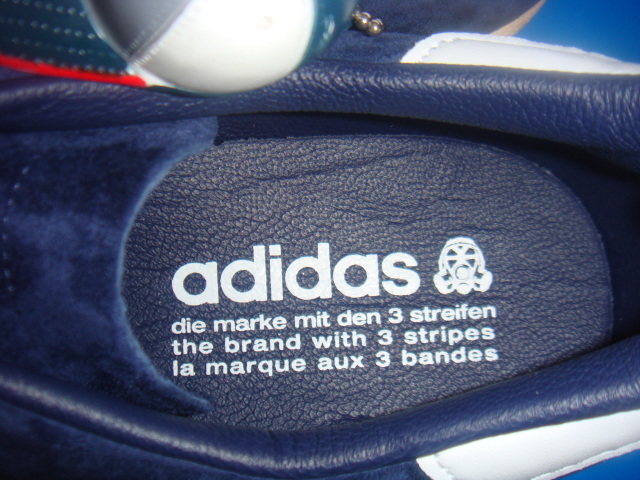 adidas
die marke mit den 3 streifen
the brand with 3 stripes
la marque aux 3 bandes